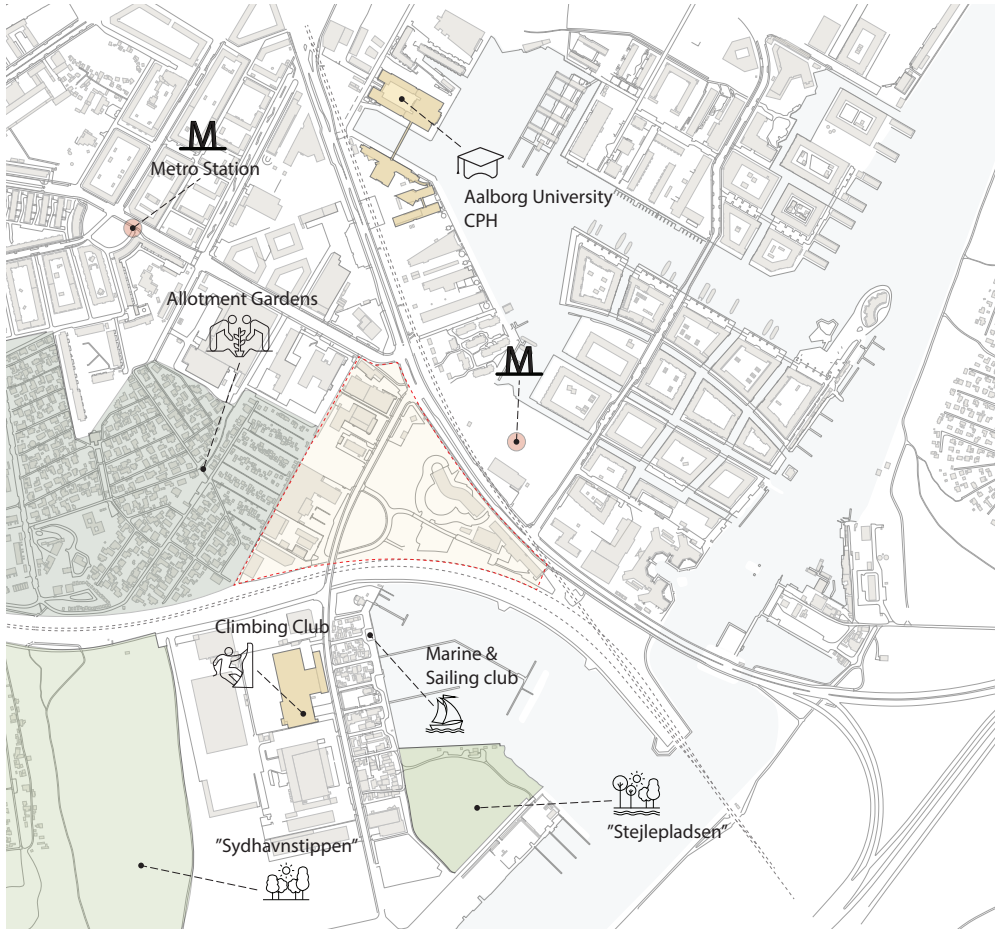 M
Metro Station
Aalborg University
CPH
Allotment Gardens
M
Climbing Club
Marine &
Sailing club
”Stejlepladsen”
”Sydhavnstippen”